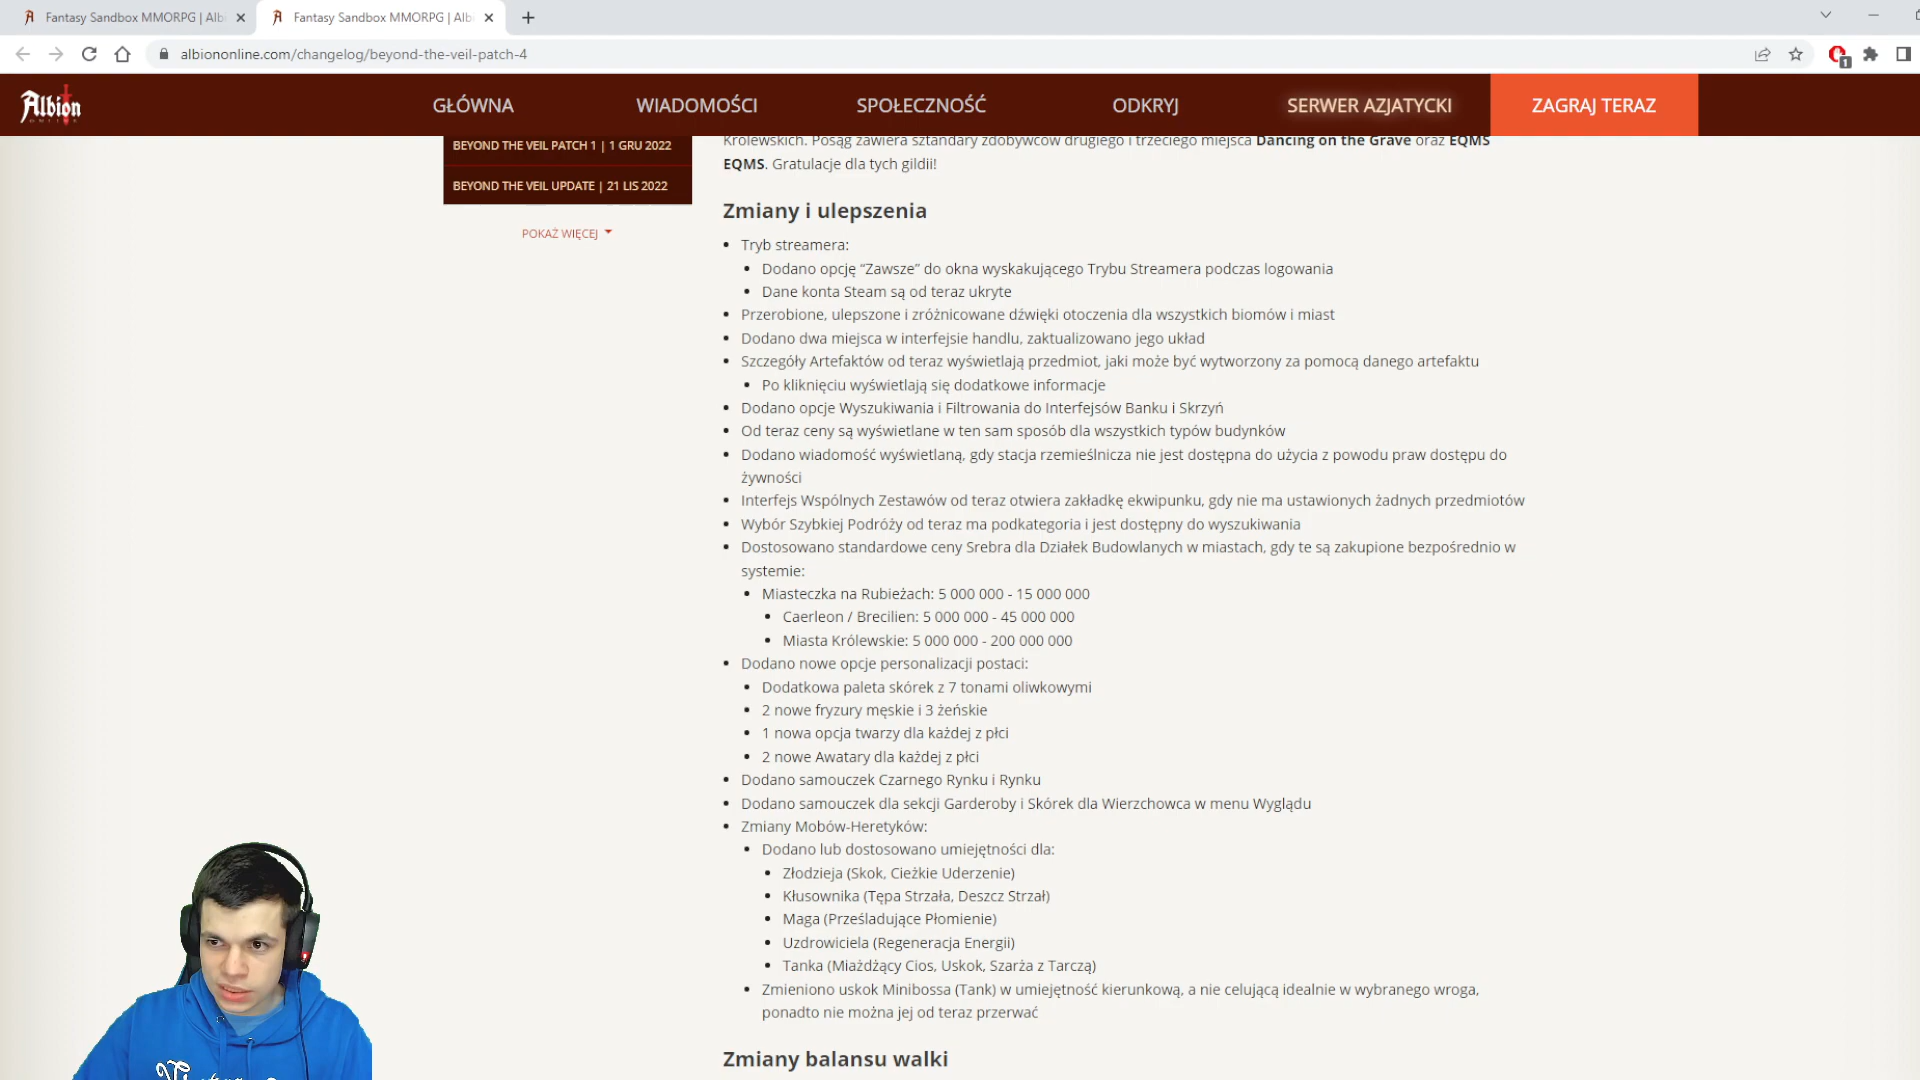 Fantasy Sandbox MMORPG | Alb
Fantasy Sandbox MMORPG | Alb
albiononline.com/changelog/beyond-the-veil-patch-4
1
Albion
ONLINE
GŁÓWNA
WIADOMOŚCI
SPOŁECZNOŚĆ
ODKRYJ
SERWER AZJATYCKI
ZAGRAJ TERAZ
BEYOND THE VEIL PATCH 1 | 1 GRU 2022
BEYOND THE VEIL UPDATE | 21 LIS 2022
POKAŻ WIĘCEJ
Królewskich. Posąg zawiera sztandary zdobywców drugiego i trzeciego miejsca Dancing on the Grave oraz EQMS
EQMS. Gratulacje dla tych gildii!
Zmiany i ulepszenia
Tryb streamera:
Dodano opcję “Zawsze” do okna wyskakującego Trybu Streamera podczas logowania
Dane konta Steam są od teraz ukryte
Przerobione, ulepszone i zróżnicowane dźwięki otoczenia dla wszystkich biomów i miast
Dodano dwa miejsca w interfejsie handlu, zaktualizowano jego układ
Szczegóły Artefaktów od teraz wyświetlają przedmiot, jaki może być wytworzony za pomocą danego artefaktu
Po kliknięciu wyświetlają się dodatkowe informacje
Dodano opcje Wyszukiwania i Filtrowania do Interfejsów Banku i Skrzyń
Od teraz ceny są wyświetlane w ten sam sposób dla wszystkich typów budynków
Dodano wiadomość wyświetlaną, gdy stacja rzemieślnicza nie jest dostępna do użycia z powodu praw dostępu do
żywności
Interfejs Wspólnych Zestawów od teraz otwiera zakładkę ekwipunku, gdy nie ma ustawionych żadnych przedmiotów
Wybór Szybkiej Podróży od teraz ma podkategoria i jest dostępny do wyszukiwania
Dostosowano standardowe ceny Srebra dla Działek Budowlanych w miastach, gdy te są zakupione bezpośrednio w
systemie:
Miasteczka na Rubieżach: 5 000 000 - 15 000 000
Caerleon / Brecilien: 5 000 000 - 45 000 000
Miasta Królewskie: 5 000 000 - 200 000 000
Dodano nowe opcje personalizacji postaci:
Dodatkowa paleta skórek z 7 tonami oliwkowymi
2 nowe fryzury męskie i 3 żeńskie
1 nowa opcja twarzy dla każdej z płci
2 nowe Awatary dla każdej z płci
Dodano samouczek Czarnego Rynku i Rynku
Dodano samouczek dla sekcji Garderoby i Skórek dla Wierzchowca w menu Wyglądu
Zmiany Mobów-Heretyków:
Dodano lub dostosowano umiejętności dla:
Złodzieja (Skok, Cieżkie Uderzenie)
Kłusownika (Tępa Strzała, Deszcz Strzał)
Maga (Prześladujące Płomienie)
Uzdrowiciela (Regeneracja Energii)
Tanka (Miażdżący Cios, Uskok, Szarża z Tarczą)
Zmieniono uskok Minibossa (Tank) w umiejętność kierunkową, a nie celującą idealnie w wybranego wroga,
ponadto nie można jej od teraz przerwać
Zmiany balansu walki